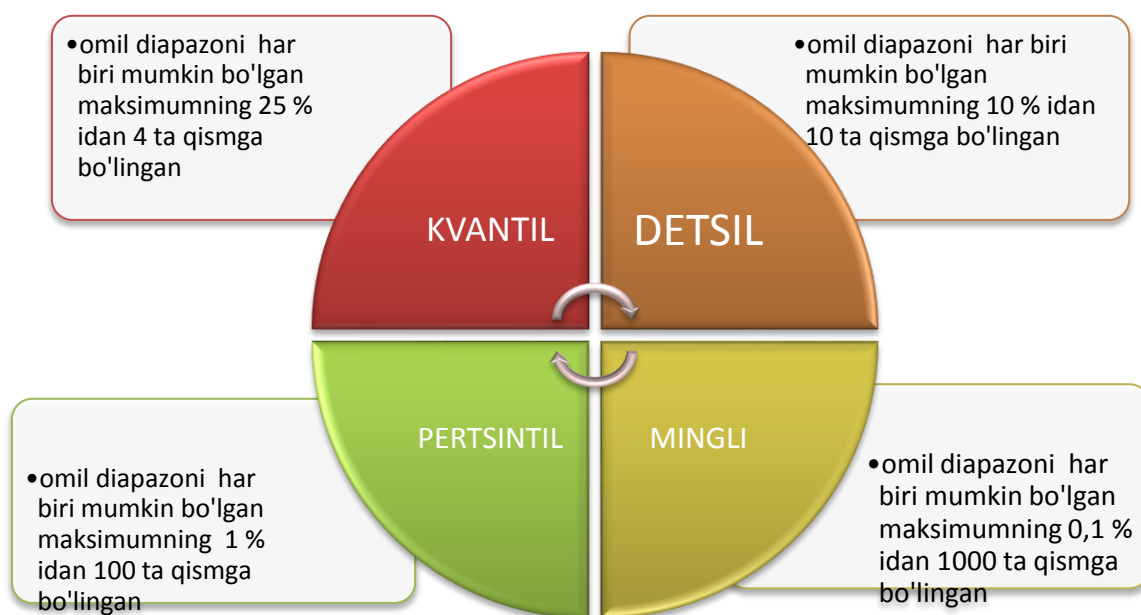 •omil diapazoni  har
biri mumkin bo'lgan
maksimumning 25 %
idan 4 ta qismga
bo'lingan
•omil diapazoni  har biri
mumkin bo'lgan
maksimumning 10 % idan
10 ta qismga bo'lingan
KVANTIL
DETSIL
PERTSINTIL
MINGLI
•omil diapazoni  har
biri mumkin bo'lgan
maksimumning  1 %
idan 100 ta qismga
bo'lingan
•omil diapazoni  har
biri mumkin bo'lgan
maksimumning 0,1 %
idan 1000 ta qismga
bo'lingan